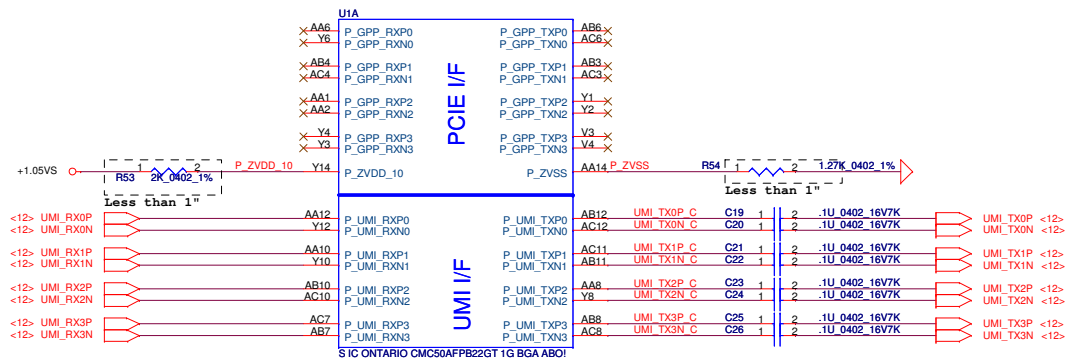 U1A
AA6 P_GPP_RXP0 P_GPP_TXP0 AB6
Y6 P_GPP_RXN0 P_GPP_TXN0 AC6
AB4 P_GPP_RXP1 P_GPP_TXP1 AB3
AC4 P_GPP_RXN1 P_GPP_TXN1 AC3
PCIE I/F
AA1 P_GPP_RXP2 P_GPP_TXP2 Y1
AA2 P_GPP_RXN2 P_GPP_TXN2 Y2
Y4 P_GPP_RXP3 P_GPP_TXP3 V3
Y3 P_GPP_RXN3 P_GPP_TXN3 V4
+1.05VS 1 2 P_ZVDD_10 Y14 P_ZVDD_10 P_ZVSS AA14 P_ZVSS R54 1 2 1.27K_0402_1%
R53 2K_0402_1%
Less than 1" Less than 1"
<12> UMI_RX0P AA12 P_UMI_RXP0 P_UMI_TXP0 AB12 UMI_TX0P_C C19 1 2 .1U_0402_16V7K UMI_TX0P <12>
<12> UMI_RX0N Y12 P_UMI_RXN0 P_UMI_TXN0 AC12 UMI_TX0N_C C20 1 2 .1U_0402_16V7K UMI_TX0N <12>
<12> UMI_RX1P AA10 P_UMI_RXP1 P_UMI_TXP1 AC11 UMI_TX1P_C C21 1 2 .1U_0402_16V7K UMI_TX1P <12>
<12> UMI_RX1N Y10 P_UMI_RXN1 P_UMI_TXN1 AB11 UMI_TX1N_C C22 1 2 .1U_0402_16V7K UMI_TX1N <12>
UMI I/F
<12> UMI_RX2P AB10 P_UMI_RXP2 P_UMI_TXP2 AA8 UMI_TX2P_C C23 1 2 .1U_0402_16V7K UMI_TX2P <12>
<12> UMI_RX2N AC10 P_UMI_RXN2 P_UMI_TXN2 Y8 UMI_TX2N_C C24 1 2 .1U_0402_16V7K UMI_TX2N <12>
<12> UMI_RX3P AC7 P_UMI_RXP3 P_UMI_TXP3 AB8 UMI_TX3P_C C25 1 2 .1U_0402_16V7K UMI_TX3P <12>
<12> UMI_RX3N AB7 P_UMI_RXN3 P_UMI_TXN3 AC8 UMI_TX3N_C C26 1 2 .1U_0402_16V7K UMI_TX3N <12>
S IC ONTARIO CMC50AFPB22GT 1G BGA ABO!